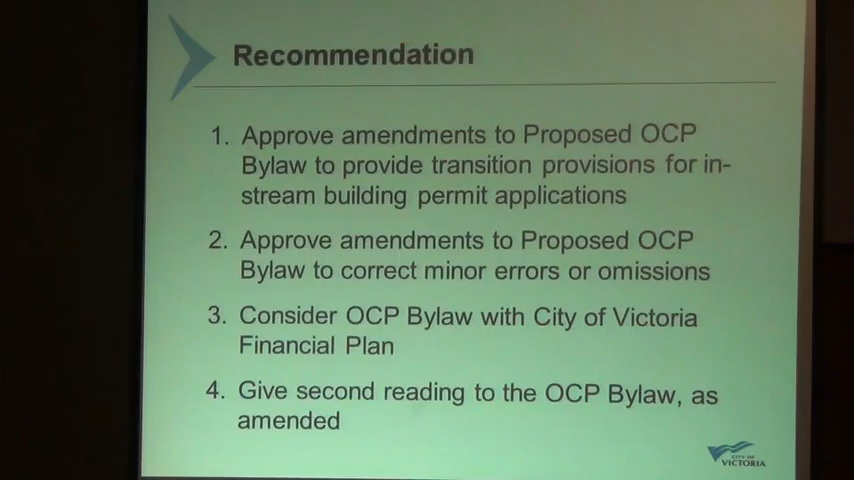 Recommendation
1. Approve amendments to Proposed OCP
Bylaw to provide transition provisions for in-
stream building permit applications
2. Approve amendments to Proposed OCP
Bylaw to correct minor errors or omissions
3. Consider OCP Bylaw with City of Victoria
Financial Plan
4. Give second reading to the OCP Bylaw, as
amended
CITY OF
VICTORIA